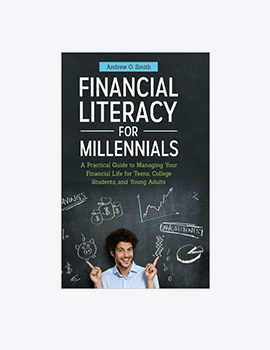 Andrew O. Smith
FINANCIAL
LITERACY
FOR
MILLENNIALS
A Practical Guide to Managing Your
Financial Life for Teens, College
Students, and Young Adults